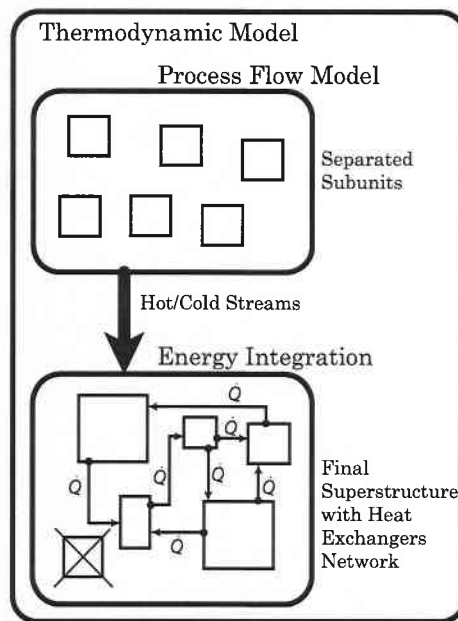 Thermodynamic Model
Process Flow Model
Separated
Subunits
Hot/Cold Streams
Energy Integration
Q̇
Q̇
Q̇
Q̇
Q̇
Q̇
Q̇
Final
Superstructure
with Heat
Exchangers
Network